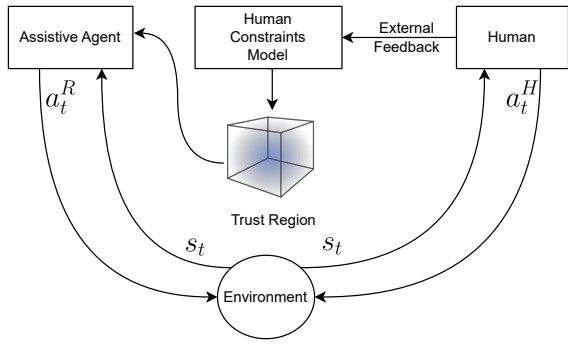 Assistive Agent
Human
Constraints
Model
External
Feedback
Human
$a_t^R$
$a_t^H$
Trust Region
$s_t$
$s_t$
Environment